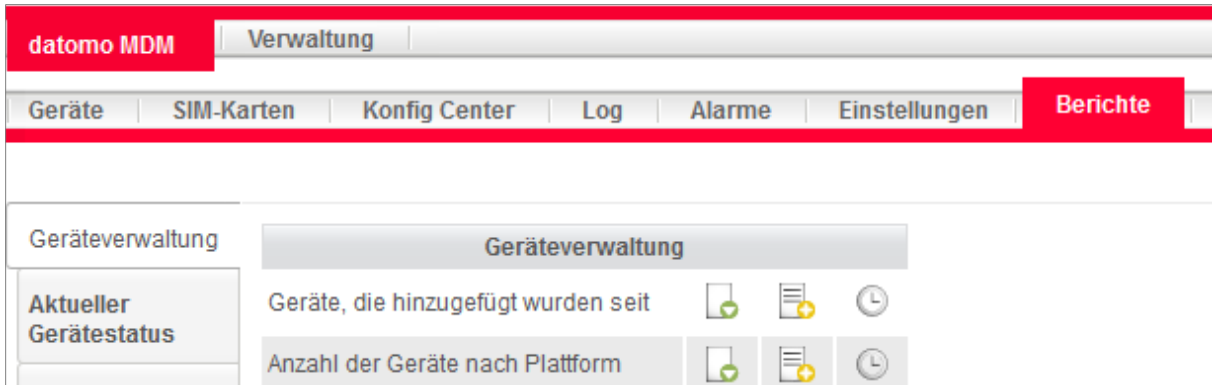 datomo MDM Verwaltung
Geräte SIM-Karten Konfig Center Log Alarme Einstellungen Berichte
Geräteverwaltung
Aktueller
Gerätestatus
Geräteverwaltung
Geräte, die hinzugefügt wurden seit
Anzahl der Geräte nach Plattform